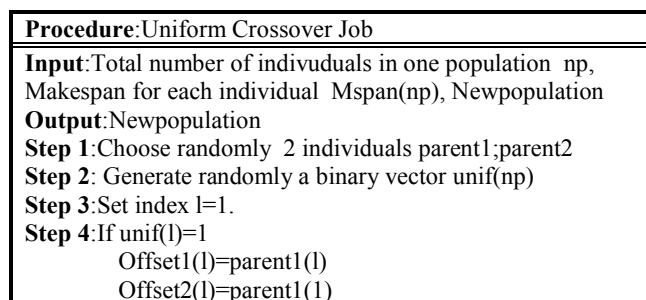 Procedure:Uniform Crossover Job
Input:Total number of indivuduals in one population np,
Makespan for each individual Mspan(np), Newpopulation
Output:Newpopulation
Step 1:Choose randomly 2 individuals parent1;parent2
Step 2: Generate randomly a binary vector unif(np)
Step 3:Set index l=1.
Step 4:If unif(l)=1
Offset1(l)=parent1(l)
Offset2(l)=parent1(1)